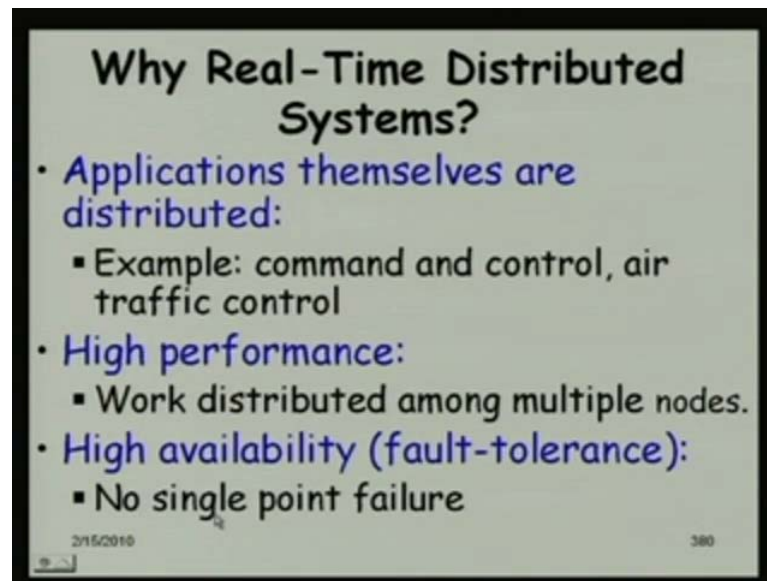 Why Real-Time Distributed
Systems?
• Applications themselves are
distributed:
▪ Example: command and control, air
traffic control
• High performance:
▪ Work distributed among multiple nodes.
• High availability (fault-tolerance):
▪ No single point failure
2/15/2010
380